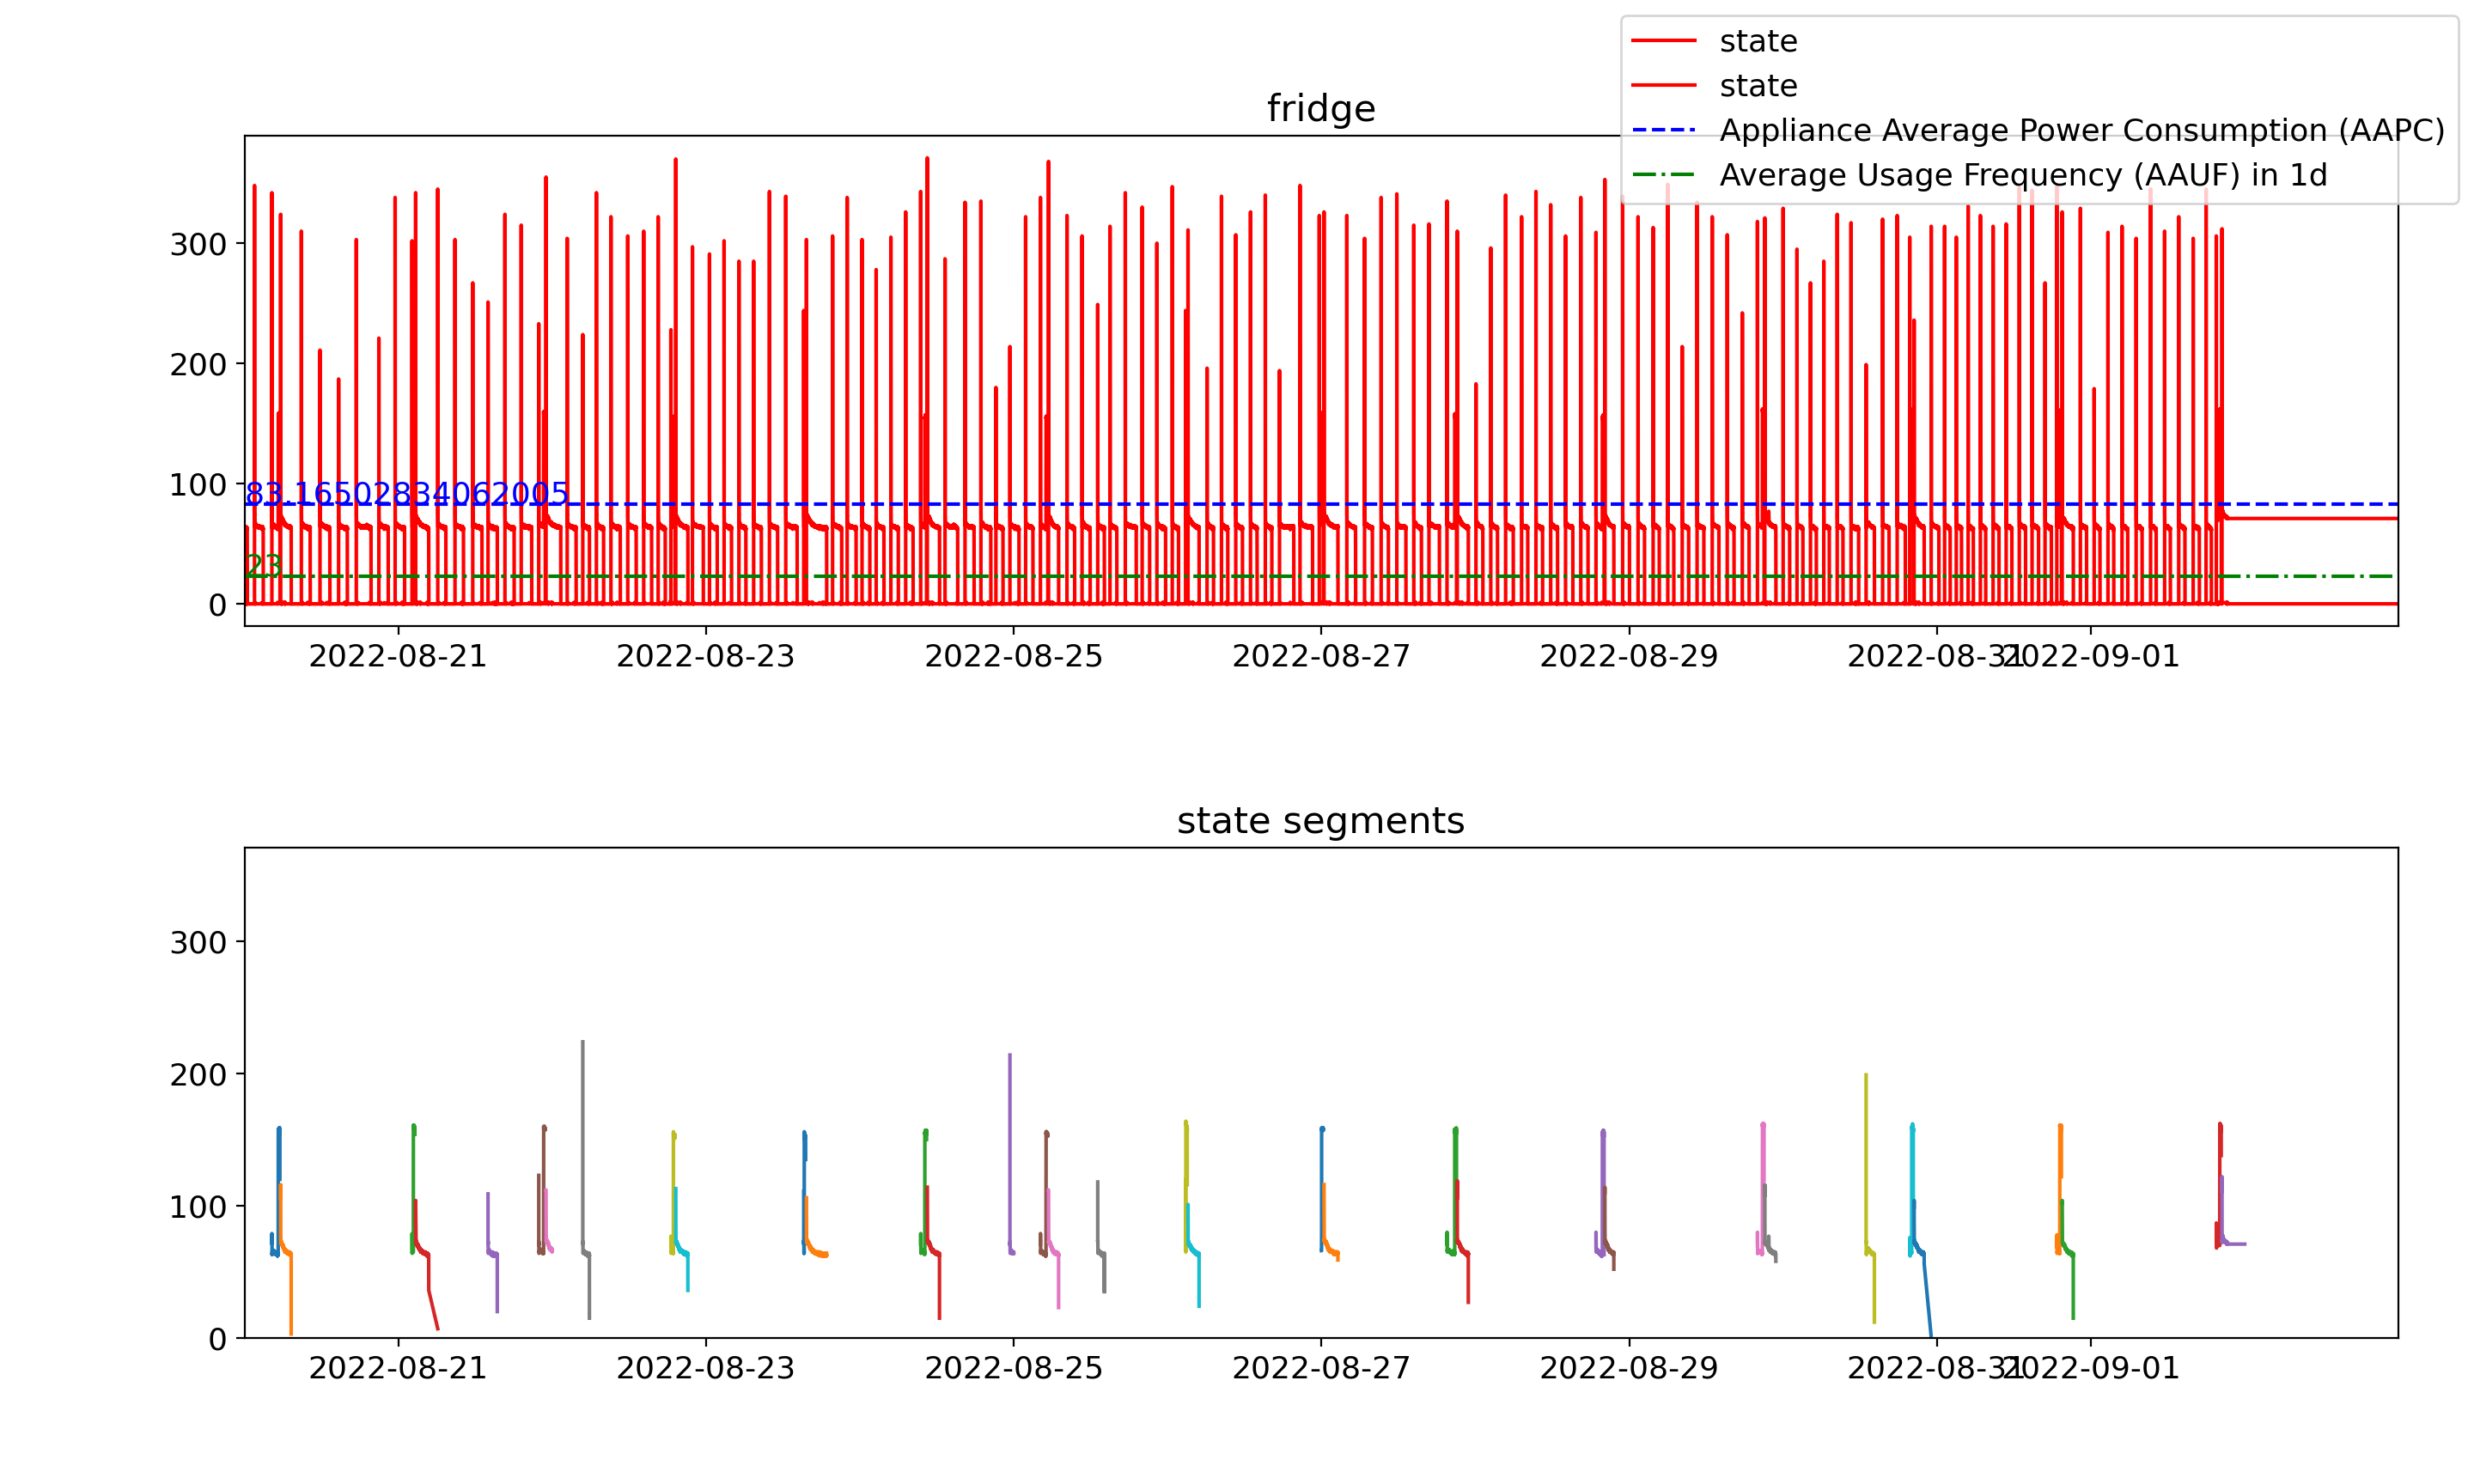 state
state
Appliance Average Power Consumption (AAPC)
Average Usage Frequency (AAUF) in 1d
fridge
300
200
100
0
83.16502834062005
23
2022-08-21 2022-08-23 2022-08-25 2022-08-27 2022-08-29 2022-08-31 2022-09-01
state segments
300
200
100
0
2022-08-21 2022-08-23 2022-08-25 2022-08-27 2022-08-29 2022-08-31 2022-09-01